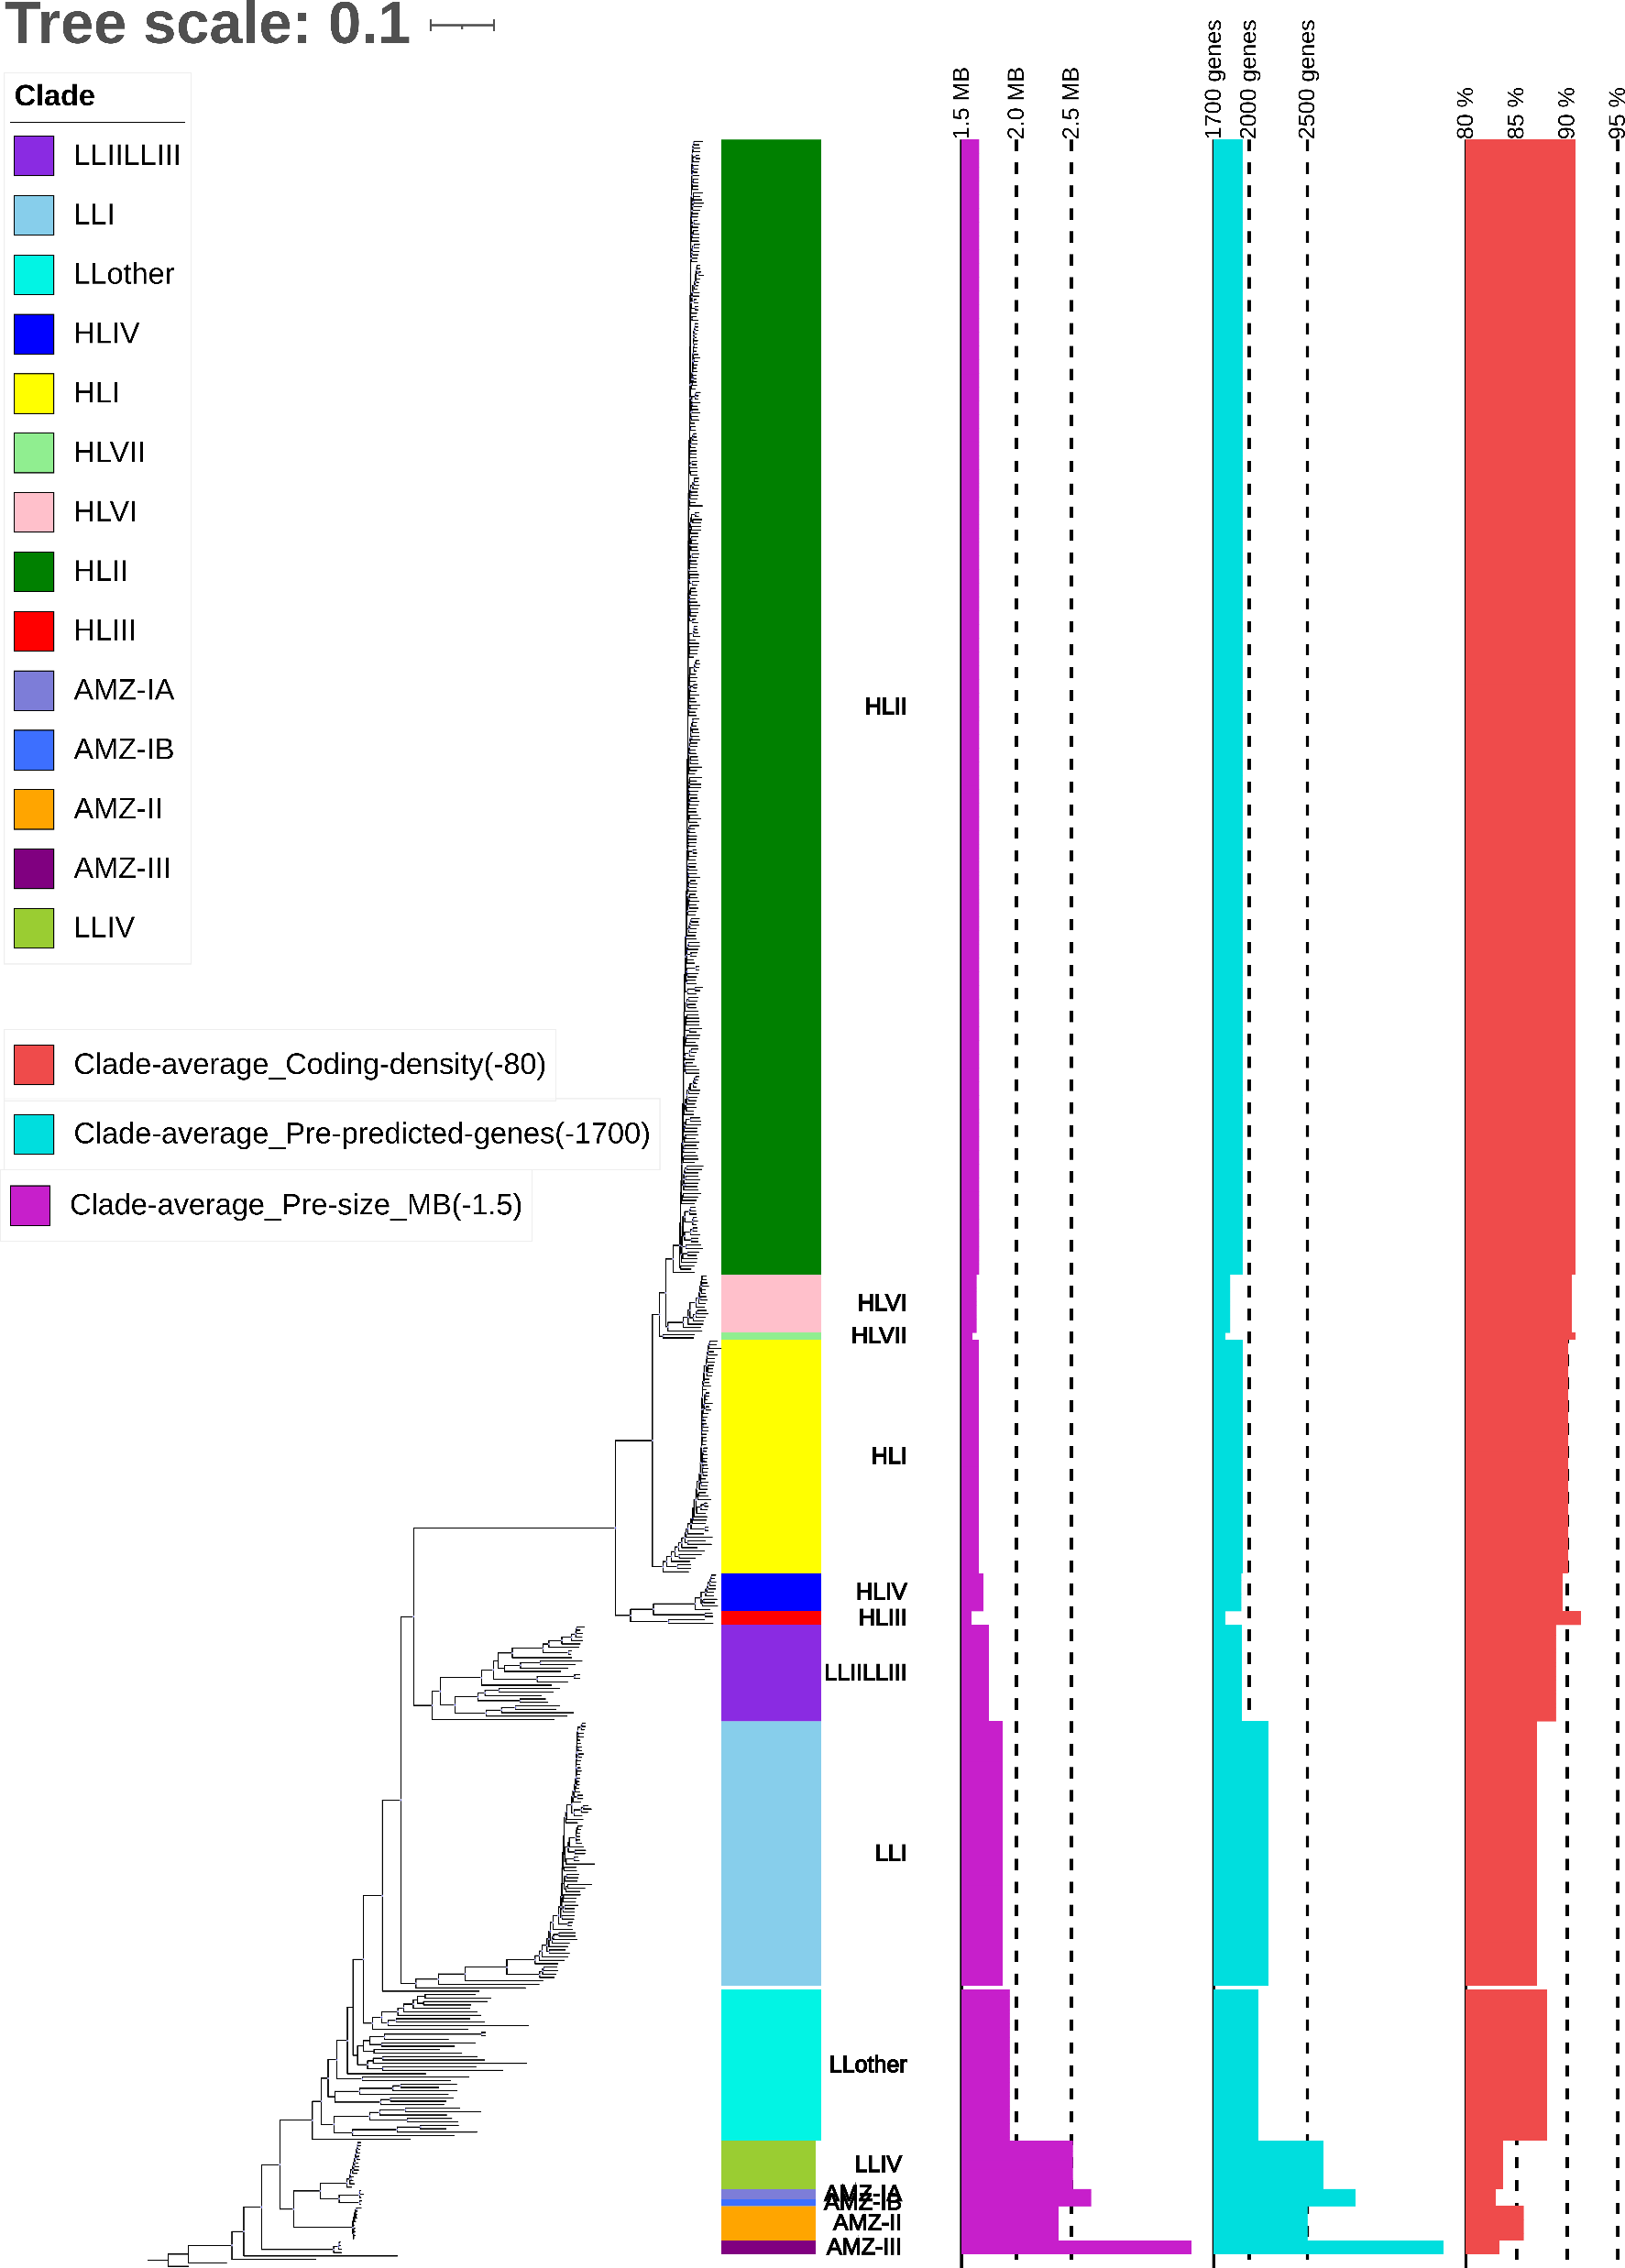 Tree scale: 0.1
1.5 MB
2.0 MB
2.5 MB
1700 genes
2000 genes
2500 genes
80 %
85 %
90 %
95 %
Clade
LLIILLIII
LLI
LLother
HLIV
HLI
HLVII
HLVI
HLII
HLIII
AMZ-IA
AMZ-IB
AMZ-II
AMZ-III
LLIV
Clade-average_Coding-density(-80)
Clade-average_Pre-predicted-genes(-1700)
Clade-average_Pre-size_MB(-1.5)
HLII
HLVI
HLVII
HLI
HLIV
HLIII
LLIILLIII
LLI
LLother
LLIV
AMZ-IA
AMZ-IB
AMZ-II
AMZ-III